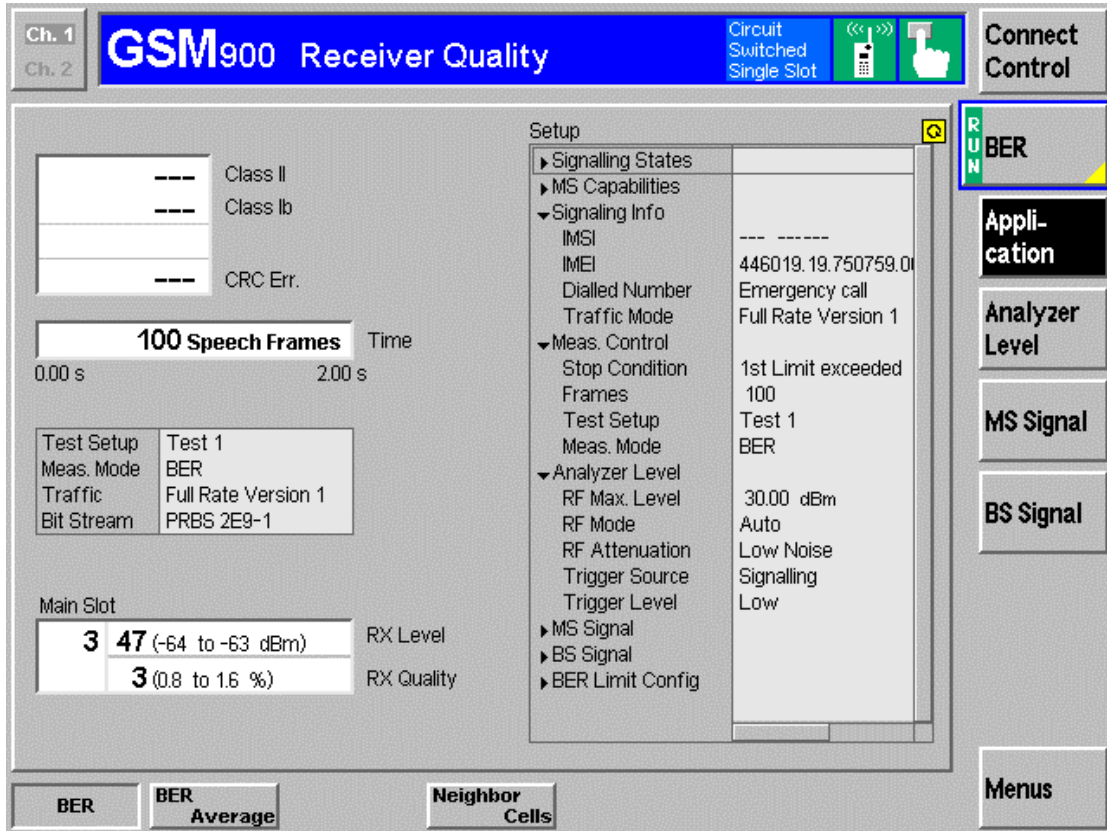 Ch. 1
Ch. 2
GSM900 Receiver Quality
Circuit
Switched
Single Slot
Connect
Control
--- Class II
--- Class Ib
--- CRC Err.
100 Speech Frames Time
0.00 s 2.00 s
Test Setup Test 1
Meas. Mode BER
Traffic Full Rate Version 1
Bit Stream PRBS 2E9-1
Main Slot
3 47 (-64 to -63 dBm) RX Level
3 (0.8 to 1.6 %) RX Quality
Setup
Signalling States
MS Capabilities
Signaling Info
IMSI --- ------
IMEI 446019.19.750759.0
Dialled Number Emergency call
Traffic Mode Full Rate Version 1
Meas. Control
Stop Condition 1st Limit exceeded
Frames 100
Test Setup Test 1
Meas. Mode BER
Analyzer Level
RF Max. Level 30.00 dBm
RF Mode Auto
RF Attenuation Low Noise
Trigger Source Signalling
Trigger Level Low
MS Signal
BS Signal
BER Limit Config
RUN
BER
Appli-
cation
Analyzer
Level
MS Signal
BS Signal
Menus
BER
BER
Average
Neighbor
Cells